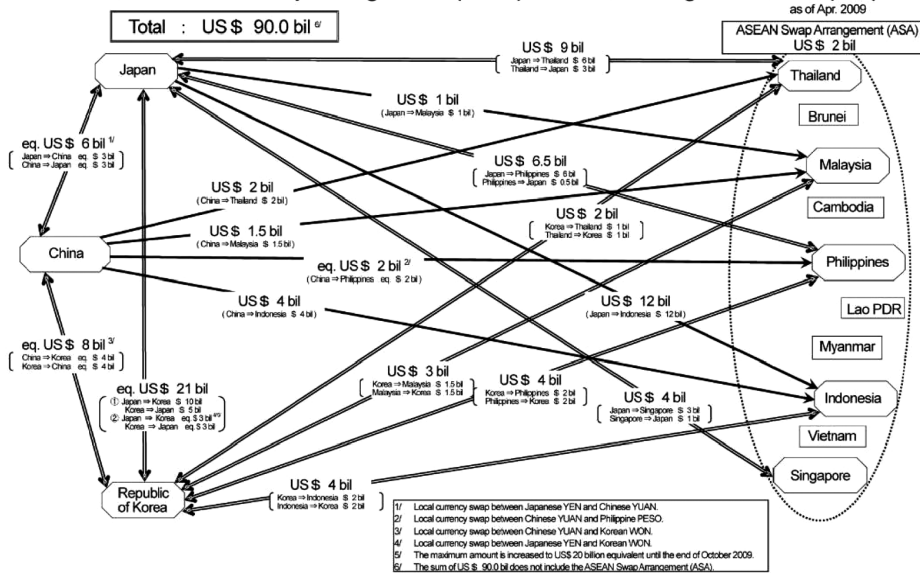 as of Apr. 2009
Total : US $ 90.0 bil 6/
ASEAN Swap Arrangement (ASA)
US $ 2 bil
Japan
US $ 9 bil
Japan ⇒ Thailand $ 6 bil
Thailand ⇒ Japan $ 3 bil
Thailand
US $ 1 bil
(Japan ⇒ Malaysia $ 1 bil)
Brunei
eq. US $ 6 bil 1/
Japan ⇒ China eq. $ 3 bil
China ⇒ Japan eq. $ 3 bil
US $ 6.5 bil
Japan ⇒ Philippines $ 6 bil
Philippines ⇒ Japan $ 0.5 bil
Malaysia
US $ 2 bil
(China ⇒ Thailand $ 2 bil)
US $ 2 bil
Korea ⇒ Thailand $ 1 bil
Thailand ⇒ Korea $ 1 bil
Cambodia
US $ 1.5 bil
(China ⇒ Malaysia $ 1.5 bil)
China
eq. US $ 2 bil 2/
(China ⇒ Philippines eq. $ 2 bil)
Philippines
US $ 4 bil
(China ⇒ Indonesia $ 4 bil)
US $ 12 bil
(Japan ⇒ Indonesia $ 12 bil)
Lao PDR
Myanmar
eq. US $ 8 bil 3/
China ⇒ Korea eq. $ 4 bil
Korea ⇒ China eq. $ 4 bil
eq. US $ 21 bil
① Japan ⇒ Korea $ 10 bil
Korea ⇒ Japan $ 5 bil
② Japan ⇒ Korea eq. $ 3 bil 4/5/
Korea ⇒ Japan eq. $ 3 bil
US $ 3 bil
Korea ⇒ Malaysia $ 1.5 bil
Malaysia ⇒ Korea $ 1.5 bil
US $ 4 bil
Korea ⇒ Philippines $ 2 bil
Philippines ⇒ Korea $ 2 bil
US $ 4 bil
Japan ⇒ Singapore $ 3 bil
Singapore ⇒ Japan $ 1 bil
Indonesia
Vietnam
Singapore
Republic
of Korea
US $ 4 bil
Korea ⇒ Indonesia $ 2 bil
Indonesia ⇒ Korea $ 2 bil
1/ Local currency swap between Japanese YEN and Chinese YUAN.
2/ Local currency swap between Chinese YUAN and Philippine PESO.
3/ Local currency swap between Chinese YUAN and Korean WON.
4/ Local currency swap between Japanese YEN and Korean WON.
5/ The maximum amount is increased to US$ 20 billion equivalent until the end of October 2009.
6/ The sum of US $ 90.0 bil does not include the ASEAN Swap Arrangement (ASA).